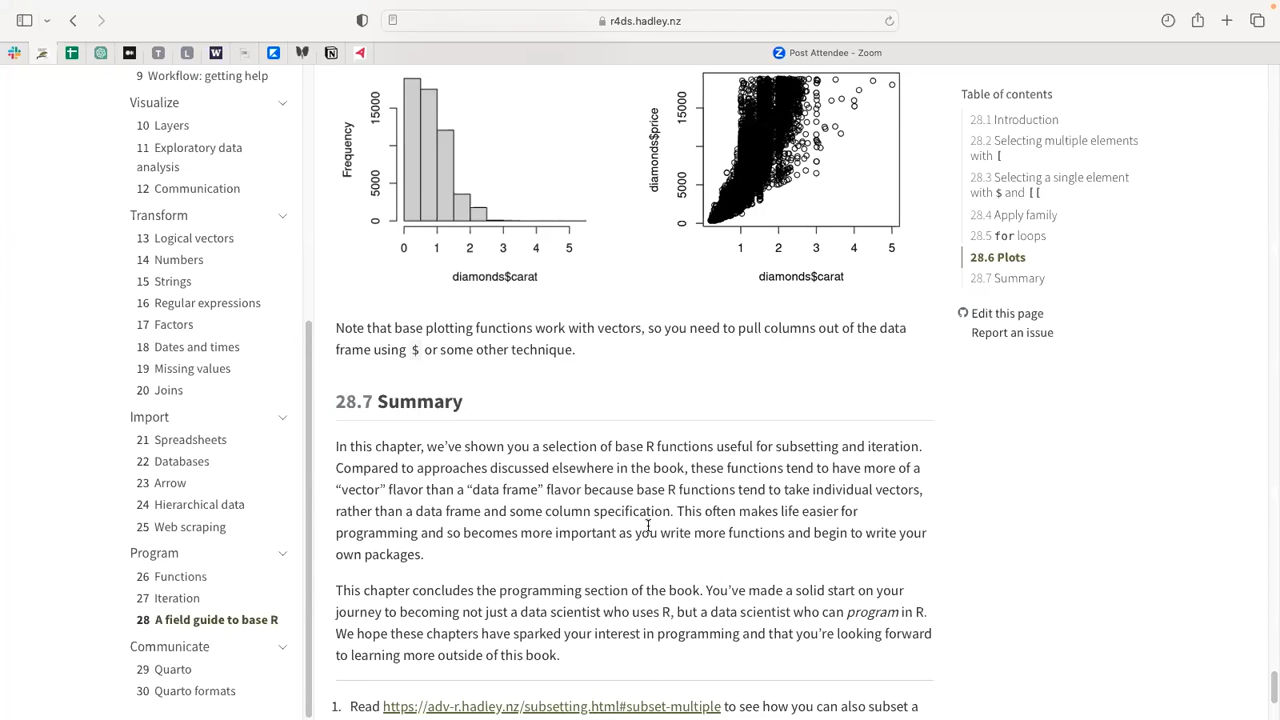 r4ds.hadley.nz
Post Attendee - Zoom
9 Workflow: getting help
Visualize
10 Layers
11 Exploratory data
analysis
12 Communication
Transform
13 Logical vectors
14 Numbers
15 Strings
16 Regular expressions
17 Factors
18 Dates and times
19 Missing values
20 Joins
Import
21 Spreadsheets
22 Databases
23 Arrow
24 Hierarchical data
25 Web scraping
Program
26 Functions
27 Iteration
28 A field guide to base R
Communicate
29 Quarto
30 Quarto formats
Frequency
15000
5000
0
0 1 2 3 4 5
diamonds$carat
diamonds$price
15000
5000
0
1 2 3 4 5
diamonds$carat
Note that base plotting functions work with vectors, so you need to pull columns out of the data
frame using $ or some other technique.
28.7 Summary
In this chapter, we’ve shown you a selection of base R functions useful for subsetting and iteration.
Compared to approaches discussed elsewhere in the book, these functions tend to have more of a
“vector” flavor than a “data frame” flavor because base R functions tend to take individual vectors,
rather than a data frame and some column specification. This often makes life easier for
programming and so becomes more important as you write more functions and begin to write your
own packages.
This chapter concludes the programming section of the book. You’ve made a solid start on your
journey to becoming not just a data scientist who uses R, but a data scientist who can program in R.
We hope these chapters have sparked your interest in programming and that you’re looking forward
to learning more outside of this book.
1. Read https://adv-r.hadley.nz/subsetting.html#subset-multiple to see how you can also subset a
Table of contents
28.1 Introduction
28.2 Selecting multiple elements
with [
28.3 Selecting a single element
with $ and [[
28.4 Apply family
28.5 for loops
28.6 Plots
28.7 Summary
Edit this page
Report an issue